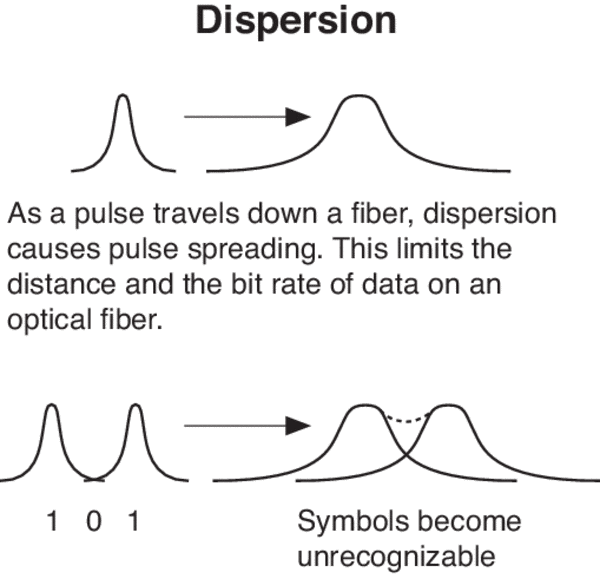 Dispersion
As a pulse travels down a fiber, dispersion
causes pulse spreading. This limits the
distance and the bit rate of data on an
optical fiber.
1 0 1
Symbols become
unrecognizable